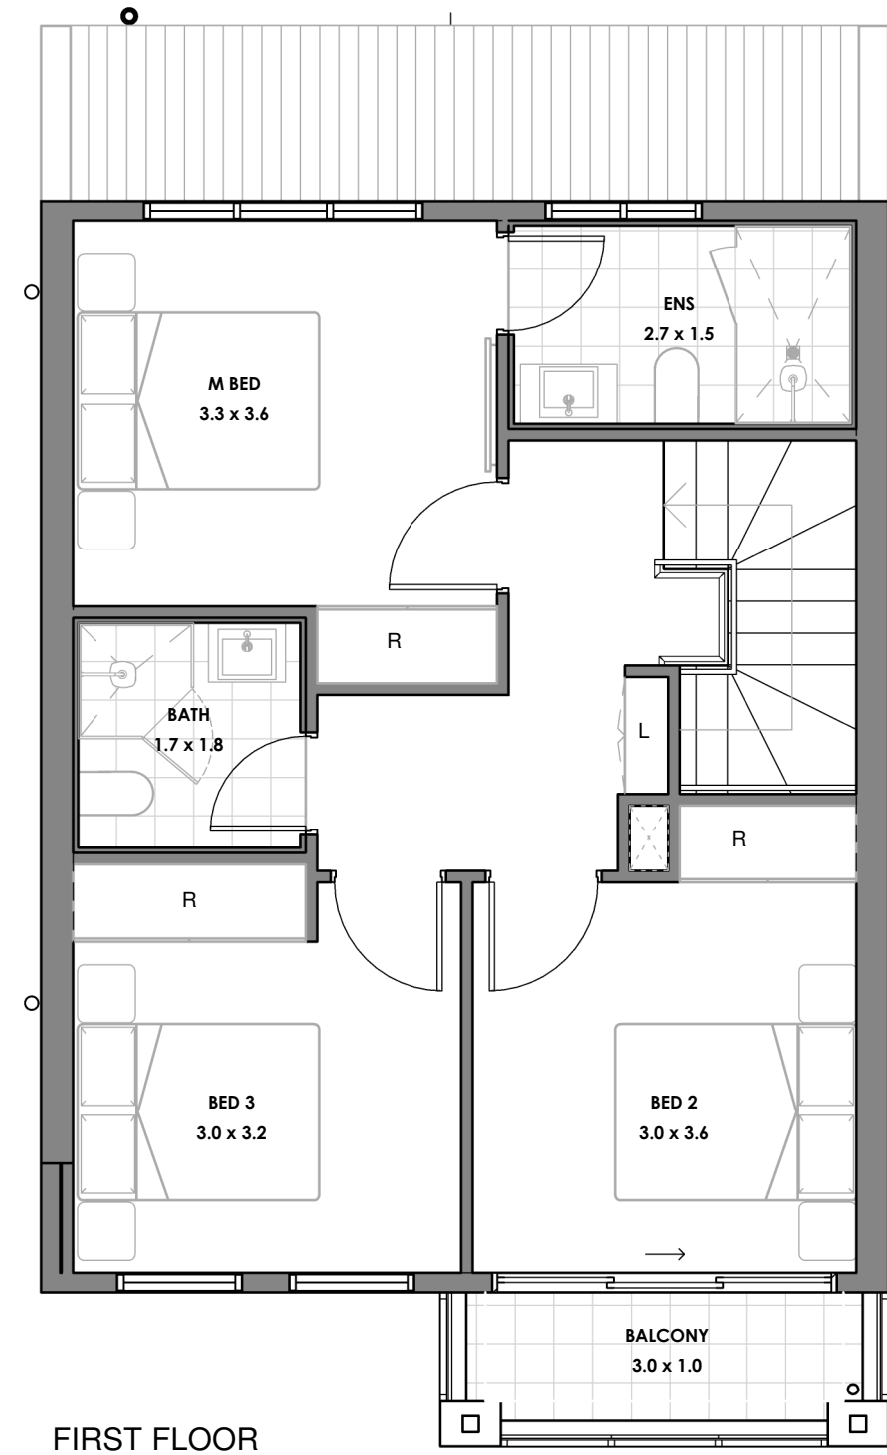 ENS
2.7 x 1.5
M BED
3.3 x 3.6
R
BATH
1.7 x 1.8
L
R
R
BED 3
3.0 x 3.2
BED 2
3.0 x 3.6
BALCONY
3.0 x 1.0
FIRST FLOOR